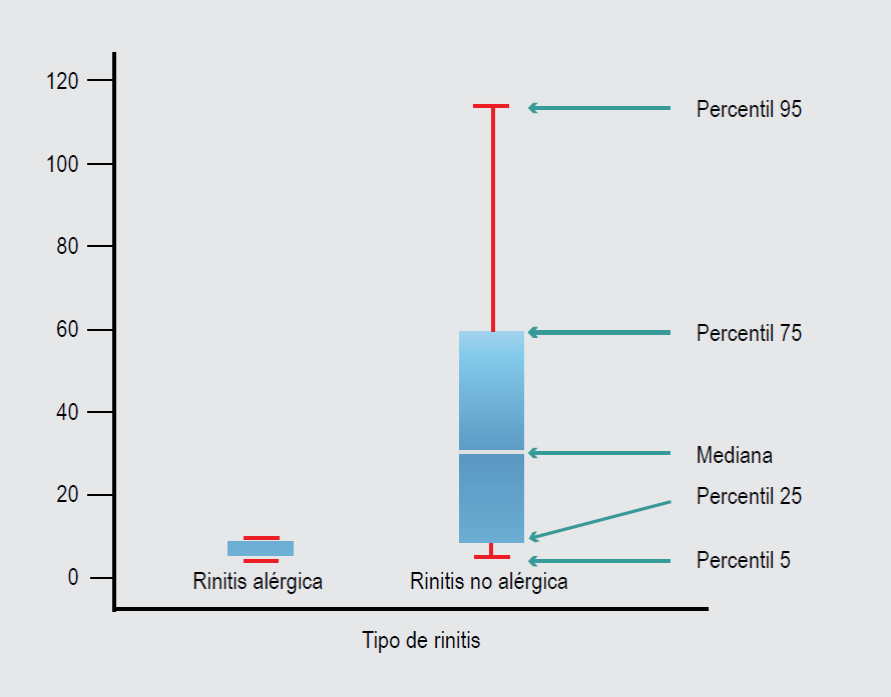 120
Percentil 95
100
80
60
Percentil 75
40
Mediana
20
Percentil 25
Percentil 5
0
Rinitis alérgica
Rinitis no alérgica
Tipo de rinitis